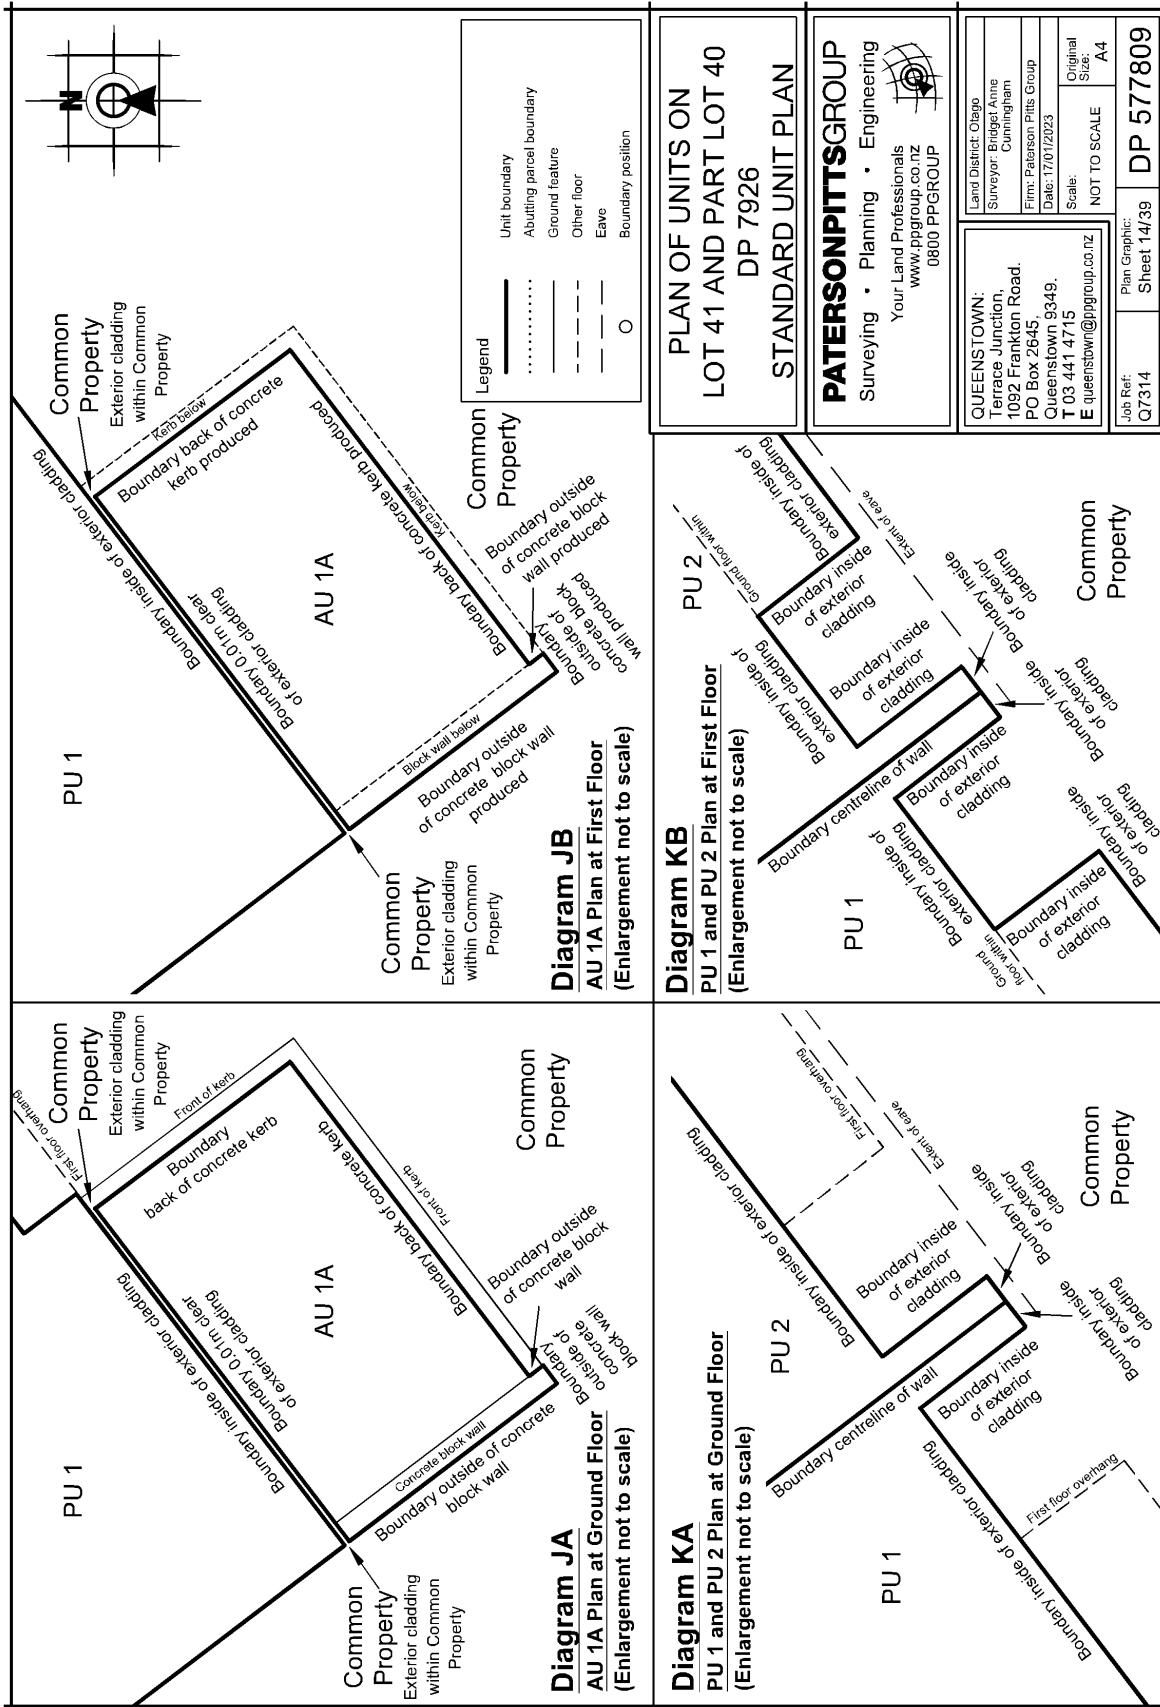 Common
Property
Exterior cladding
within Common
Property
First floor overhang
Front of kerb
Boundary
back of concrete kerb
PU 1
Boundary inside of exterior cladding
Boundary 0.01m clear
of exterior cladding
AU 1A
Boundary back of concrete kerb
Front of kerb
Common
Property
Boundary outside
of concrete block
wall
Boundary
outside of
concrete
block wall
Concrete block wall
Boundary outside of concrete
block wall
Common
Property
Exterior cladding
within Common
Property
Diagram JA
AU 1A Plan at Ground Floor
(Enlargement not to scale)
Common
Property
Exterior cladding
within Common
Property
Kerb below
Boundary back of concrete
kerb produced
PU 1
Boundary inside of exterior cladding
Boundary 0.01m clear
of exterior cladding
AU 1A
Boundary back of concrete kerb produced
Kerb below
Common
Property
Boundary outside
of concrete block
wall produced
Boundary
outside of
concrete block
wall produced
Block wall below
Boundary outside
of concrete block wall
produced
Common
Property
Exterior cladding
within Common
Property
Diagram JB
AU 1A Plan at First Floor
(Enlargement not to scale)
N
Legend
Unit boundary
Abutting parcel boundary
Ground feature
Other floor
Eave
Boundary position
Diagram KA
PU 1 and PU 2 Plan at Ground Floor
(Enlargement not to scale)
Boundary inside of exterior cladding
First floor overhang
Extent of eave
PU 2
Boundary inside
of exterior
cladding
Boundary inside
of exterior
cladding
Common
Property
Boundary centreline of wall
Boundary inside
of exterior
cladding
Boundary inside
of exterior
cladding
Boundary inside of exterior cladding
First floor overhang
PU 1
Diagram KB
PU 1 and PU 2 Plan at First Floor
(Enlargement not to scale)
PU 2
Ground floor within
Boundary inside of
exterior cladding
Extent of eave
Boundary inside
of exterior
cladding
Boundary inside of
exterior cladding
Boundary inside
of exterior
cladding
Boundary inside
of exterior
cladding
Common
Property
Boundary centreline of wall
Boundary inside
of exterior
cladding
Boundary inside
of exterior
cladding
Boundary inside of
exterior cladding
PU 1
Boundary inside
of exterior
cladding
Boundary inside
of exterior
cladding
Ground
floor within
PLAN OF UNITS ON
LOT 41 AND PART LOT 40
DP 7926
STANDARD UNIT PLAN
PATERSONPITTSGROUP
Surveying • Planning • Engineering
Your Land Professionals
www.ppgroup.co.nz
0800 PPGROUP
QUEENSTOWN:
Terrace Junction,
1092 Frankton Road.
PO Box 2645,
Queenstown 9349.
T 03 441 4715
E queenstown@ppgroup.co.nz
Land District: Otago
Surveyor: Bridget Anne
Cunningham
Firm: Paterson Pitts Group
Date: 17/01/2023
Scale:
NOT TO SCALE
Original
Size:
A4
Job Ref:
Q7314
Plan Graphic:
Sheet 14/39
DP 577809